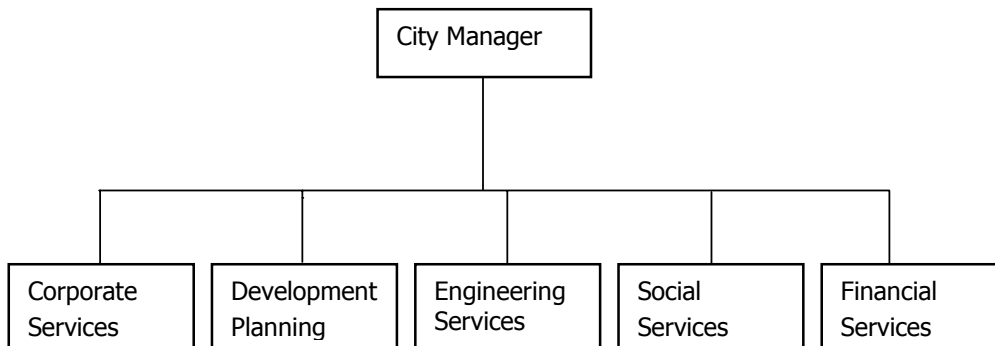 City Manager
Corporate
Services
Development
Planning
Engineering
Services
Social
Services
Financial
Services